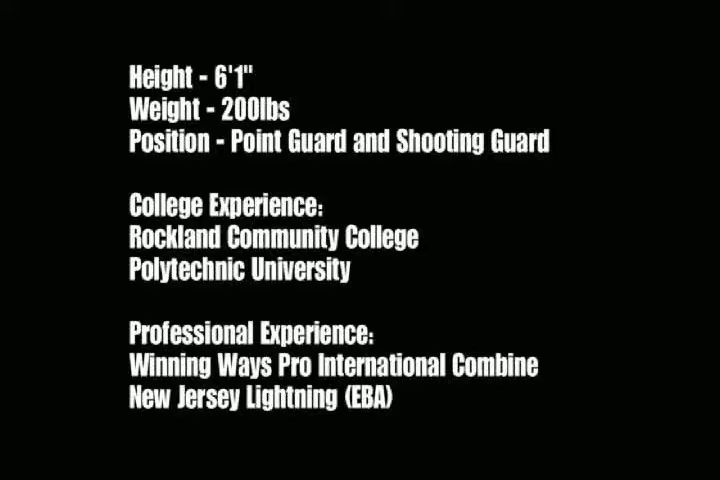 Height - 6'1"
Weight - 200lbs
Position - Point Guard and Shooting Guard
College Experience:
Rockland Community College
Polytechnic University
Professional Experience:
Winning Ways Pro International Combine
New Jersey Lightning (EBA)